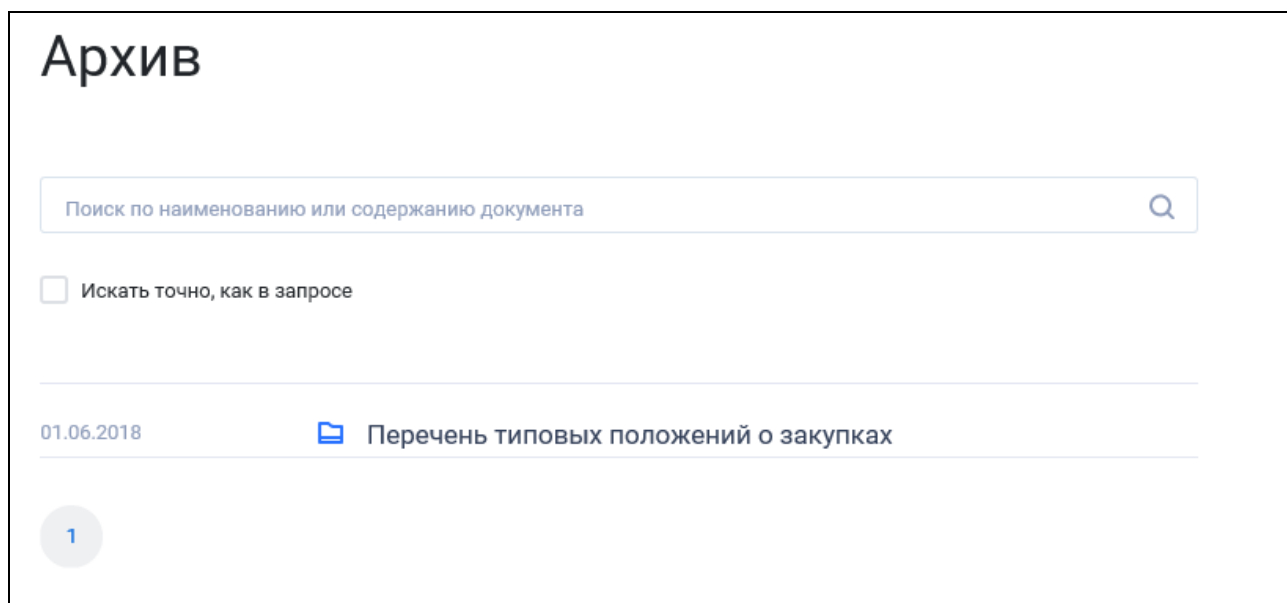 Архив
Поиск по наименованию или содержанию документа
Искать точно, как в запросе
01.06.2018 Перечень типовых положений о закупках
1